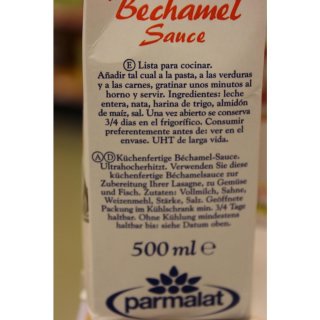 Béchamel
Sauce
E Lista para cocinar.
Añadir tal cual a la pasta, a las verduras
y a las carnes, gratinar unos minutos al
horno y servir. Ingredientes: leche
entera, nata, harina de trigo, almidón
de maíz, sal. Una vez abierto se conserva
3/4 dias en el frigorífico. Consumir
preferentemente antes de: ver en el
envase. UHT de larga vida.
A D Küchenfertige Béchamel-Sauce.
Ultrahocherhitzt. Verwenden Sie diese
küchenfertige Béchamelsauce zur
Zubereitung Ihrer Lasagne, zu Gemüse
und Fisch. Zutaten: Vollmilch, Sahne,
Weizenmehl, Stärke, Salz. Geöffnete
Packung im Kühlschrank min. 3/4 Tage
haltbar. Ohne Kühlung mindestens
haltbar bis: siehe Datum oben.
500 ml e
parmalat